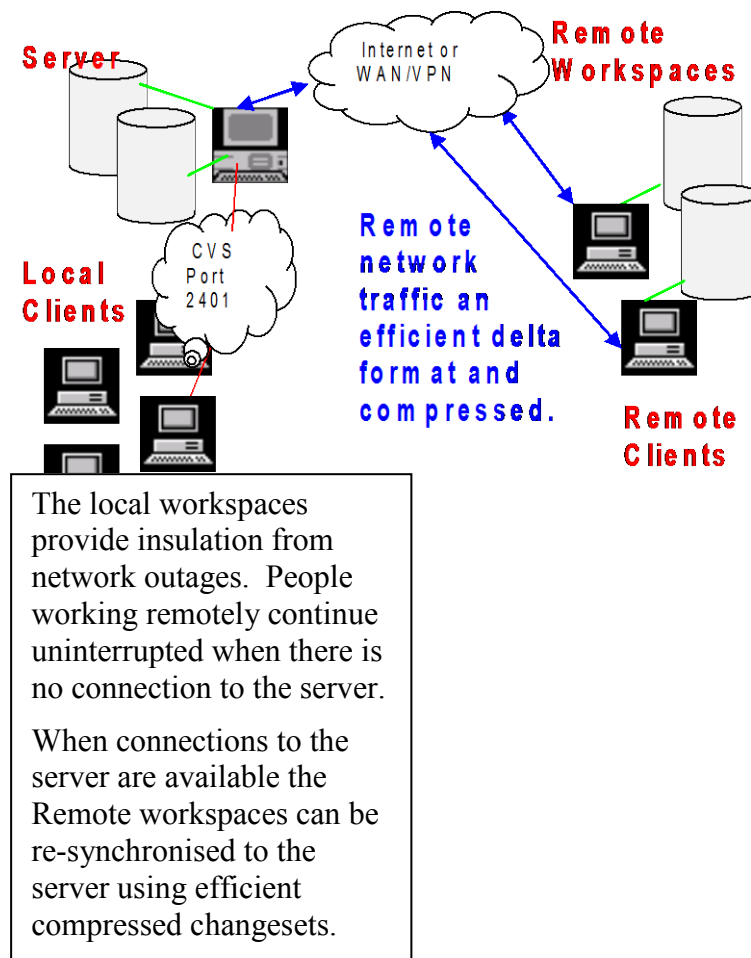 Server
Internet or
WAN/VPN
Remote
Workspaces
CVS
Port
2401
Local
Clients
Remote
network
traffic an
efficient delta
format and
compressed.
Remote
Clients
The local workspaces
provide insulation from
network outages. People
working remotely continue
uninterrupted when there is
no connection to the server.
When connections to the
server are available the
Remote workspaces can be
re-synchronised to the
server using efficient
compressed changesets.